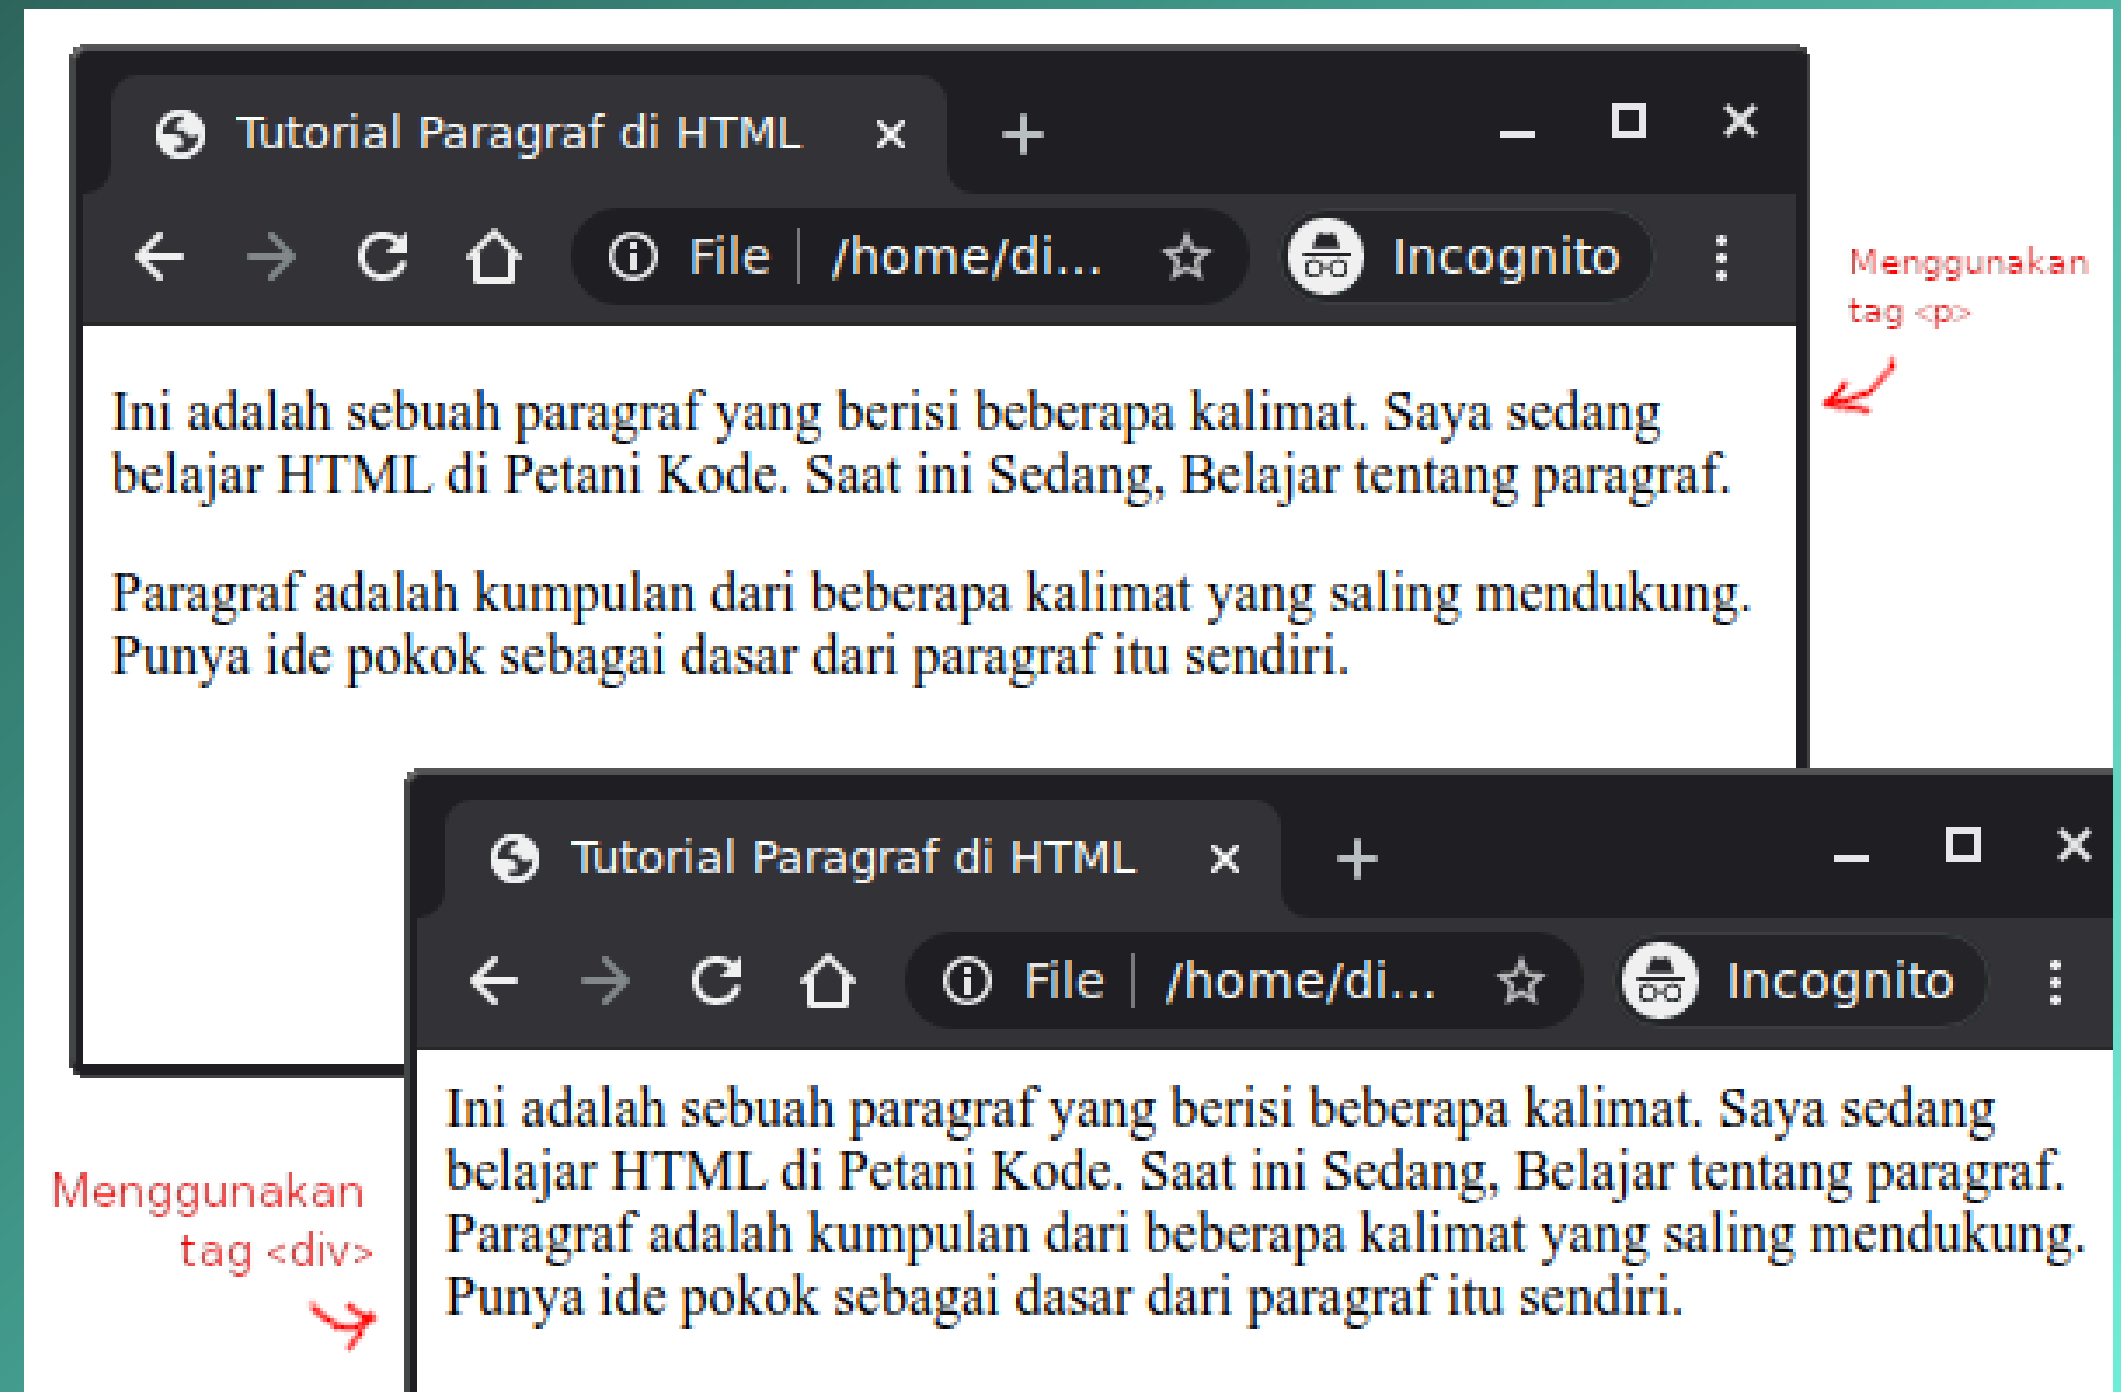 Tutorial Paragraf di HTML
File | /home/di... Incognito
Menggunakan
tag <p>
Ini adalah sebuah paragraf yang berisi beberapa kalimat. Saya sedang
belajar HTML di Petani Kode. Saat ini Sedang, Belajar tentang paragraf.
Paragraf adalah kumpulan dari beberapa kalimat yang saling mendukung.
Punya ide pokok sebagai dasar dari paragraf itu sendiri.
Tutorial Paragraf di HTML
File | /home/di... Incognito
Menggunakan
tag <div>
Ini adalah sebuah paragraf yang berisi beberapa kalimat. Saya sedang
belajar HTML di Petani Kode. Saat ini Sedang, Belajar tentang paragraf.
Paragraf adalah kumpulan dari beberapa kalimat yang saling mendukung.
Punya ide pokok sebagai dasar dari paragraf itu sendiri.